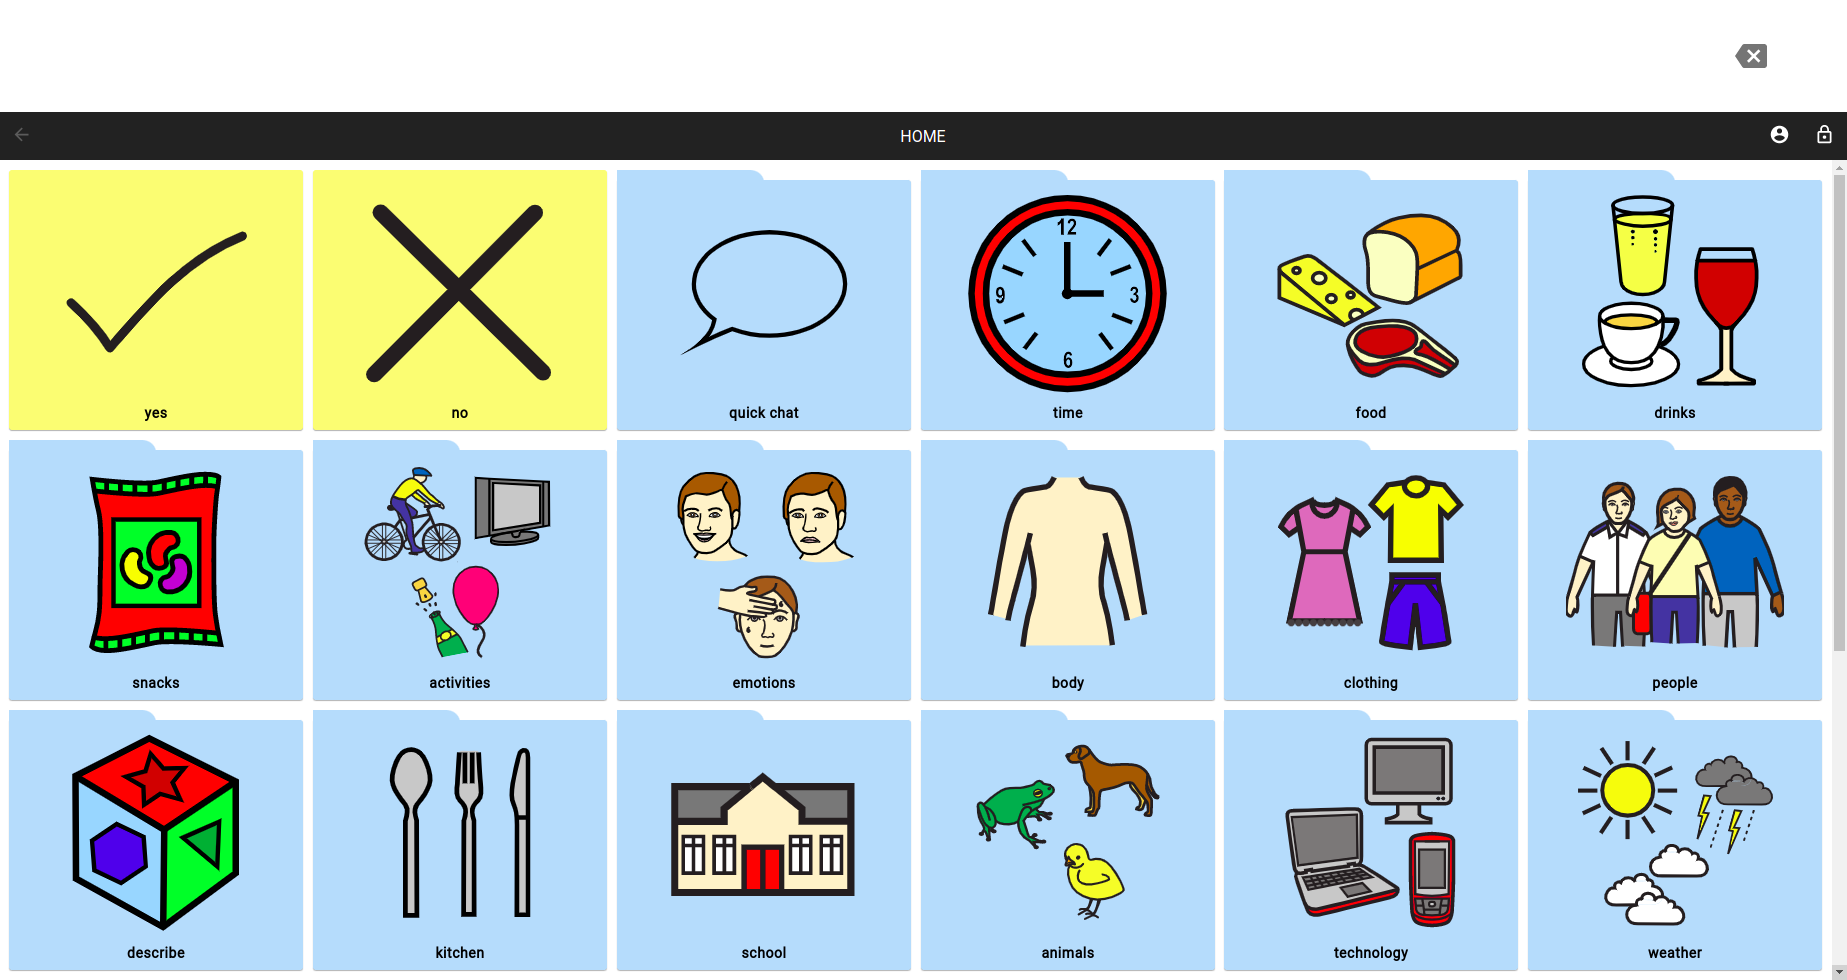 HOME
yes
no
quick chat
12
9
3
6
time
food
drinks
snacks
activities
emotions
body
clothing
people
describe
kitchen
school
animals
technology
weather